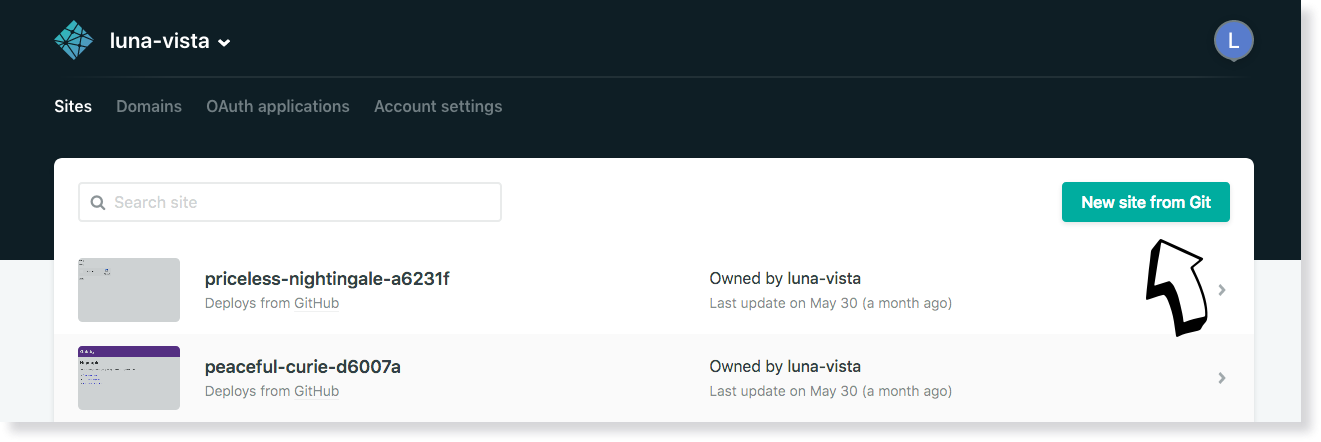 luna-vista
L
Sites Domains OAuth applications Account settings
Search site
New site from Git
priceless-nightingale-a6231f
Deploys from GitHub
Owned by luna-vista
Last update on May 30 (a month ago)
peaceful-curie-d6007a
Deploys from GitHub
Owned by luna-vista
Last update on May 30 (a month ago)